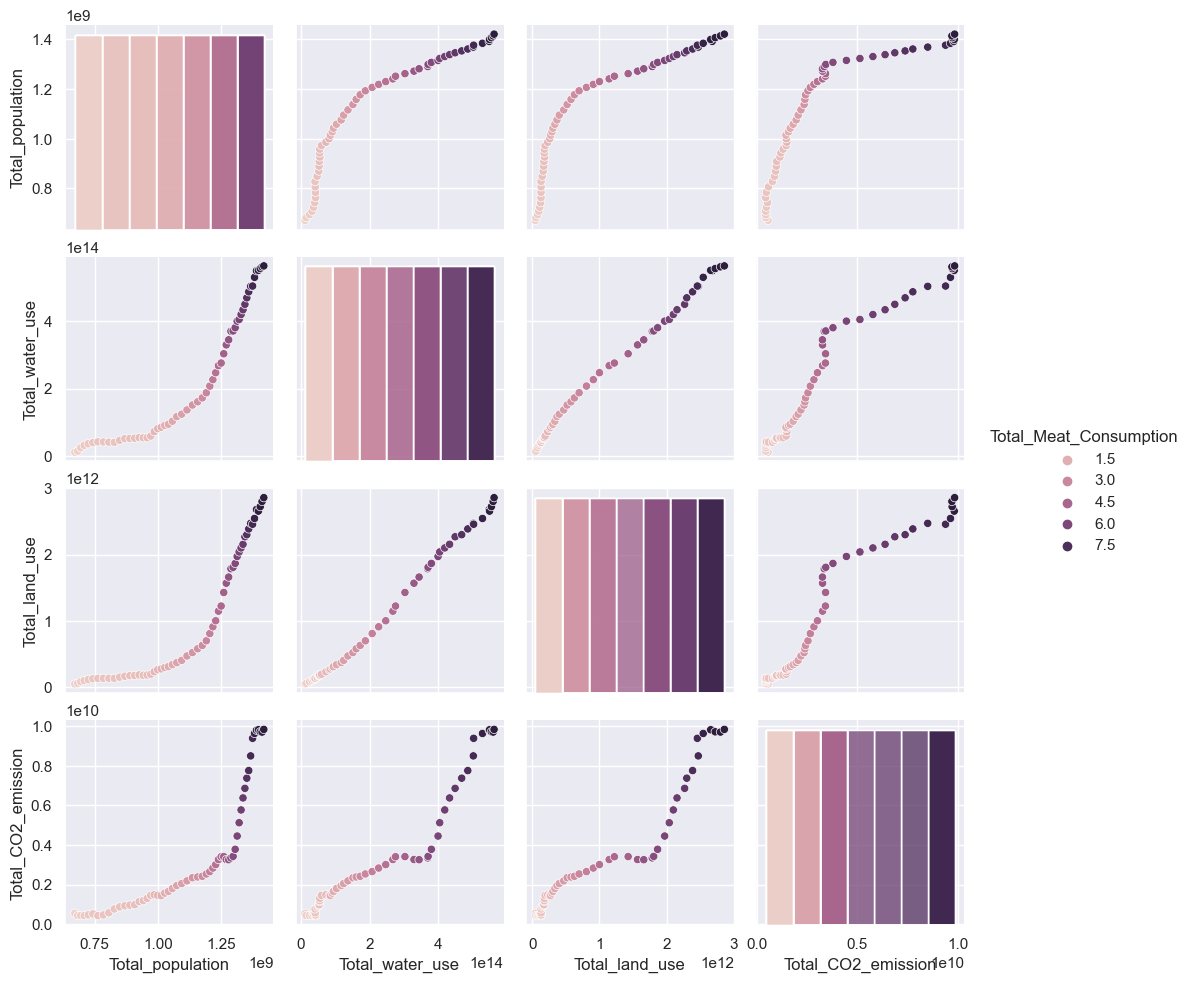 1e9
1.4
1.2
1.0
0.8
Total_population
1e14
4
2
0
Total_water_use
Total_Meat_Consumption
1.5
3.0
4.5
6.0
7.5
1e12
3
2
1
0
Total_land_use
1e10
1.0
0.8
0.6
0.4
0.2
0.0
Total_CO2_emission
0.75 1.00 1.25 0 2 4 0 1 2 3 0.0 0.5 1.0
Total_population 1e9 Total_water_use 1e14 Total_land_use 1e12 Total_CO2_emission 1e10